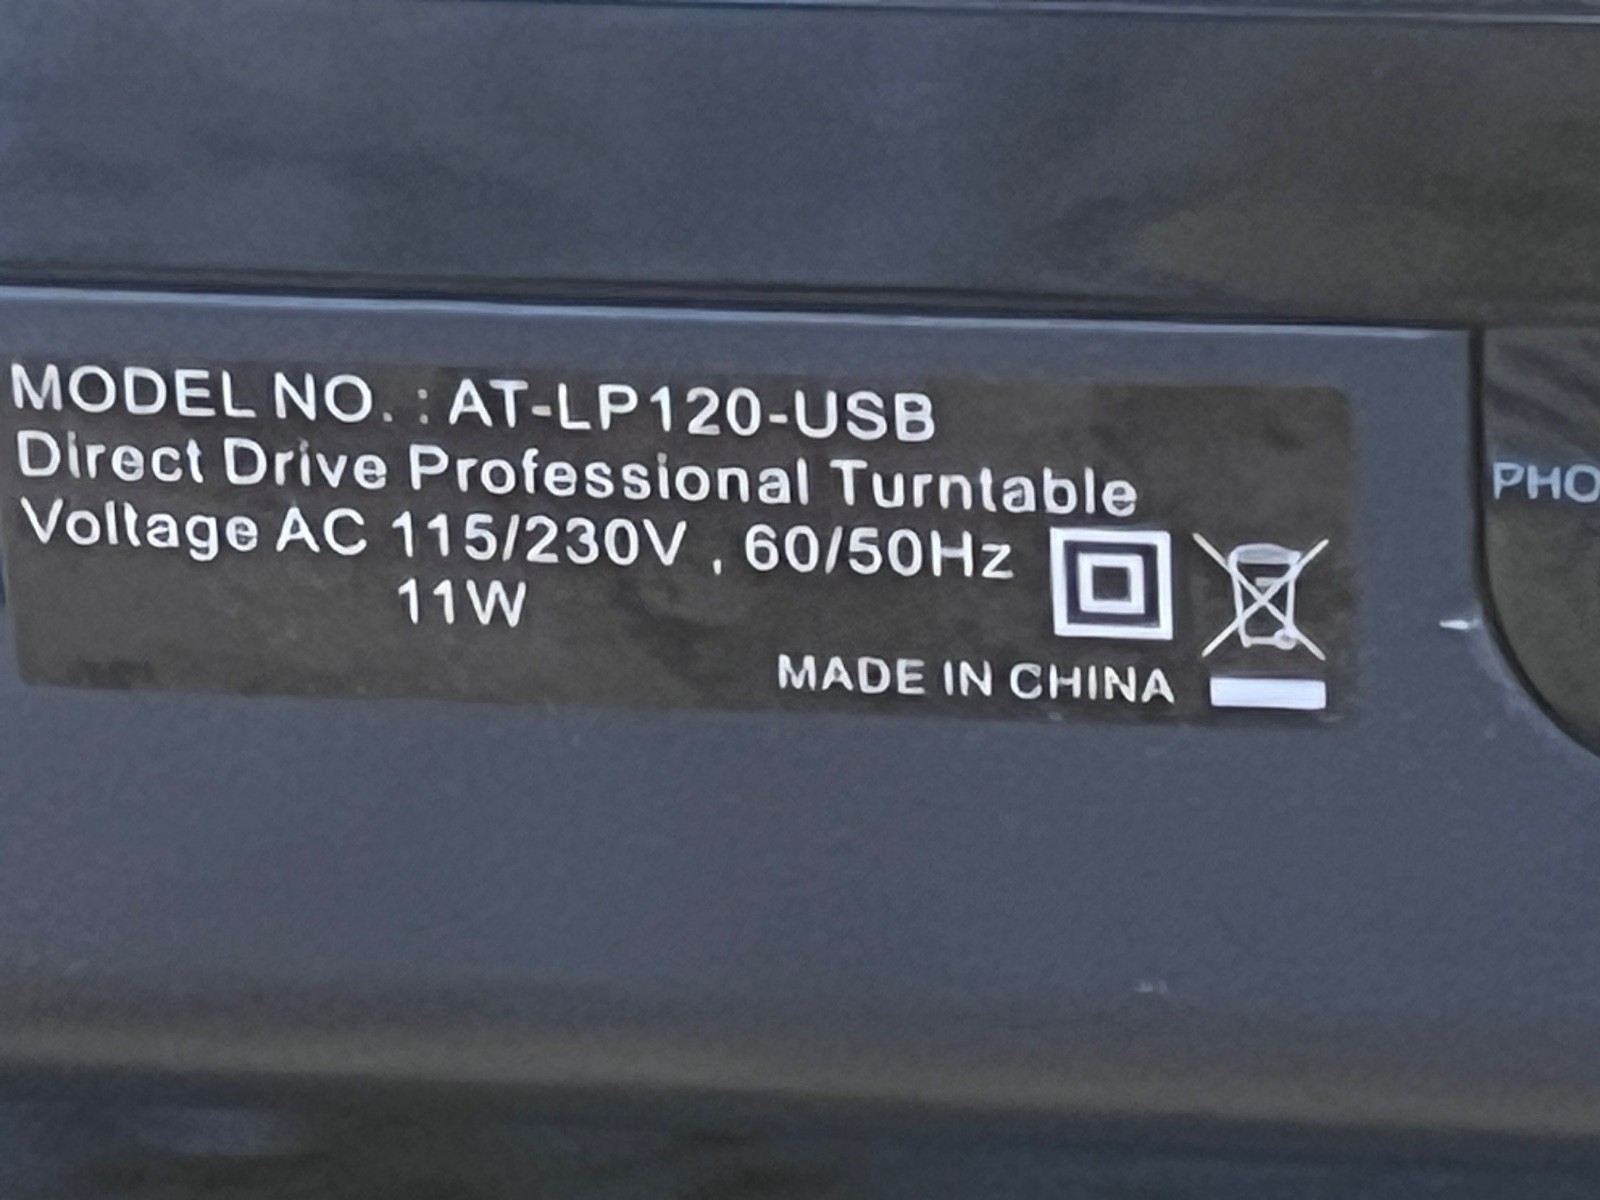 MODEL NO. : AT-LP120-USB
Direct Drive Professional Turntable
Voltage AC 115/230V , 60/50Hz
11W
MADE IN CHINA
PHO